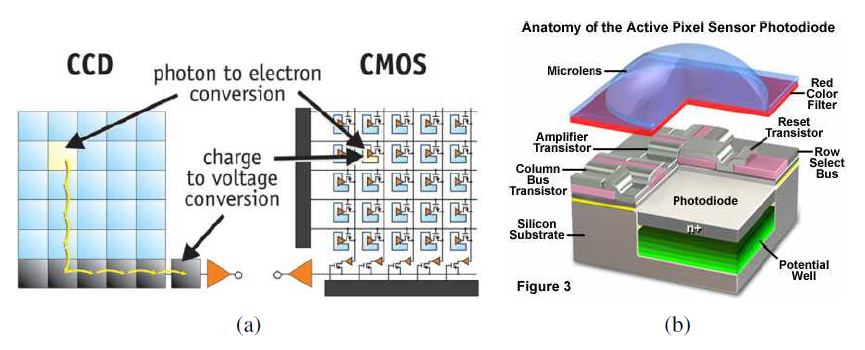 CCD
photon to electron
conversion
CMOS
charge
to voltage
conversion
(a)
Anatomy of the Active Pixel Sensor Photodiode
Microlens
Red
Color
Filter
Amplifier
Transistor
Reset
Transistor
Column
Bus
Transistor
Row
Select
Bus
Photodiode
Silicon
Substrate
n+
Potential
Well
Figure 3
(b)